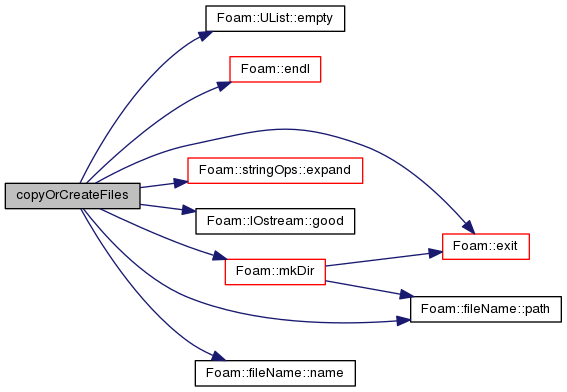 Foam::UList::empty
Foam::endl
Foam::stringOps::expand
copyOrCreateFiles
Foam::IOstream::good
Foam::exit
Foam::mkDir
Foam::fileName::path
Foam::fileName::name